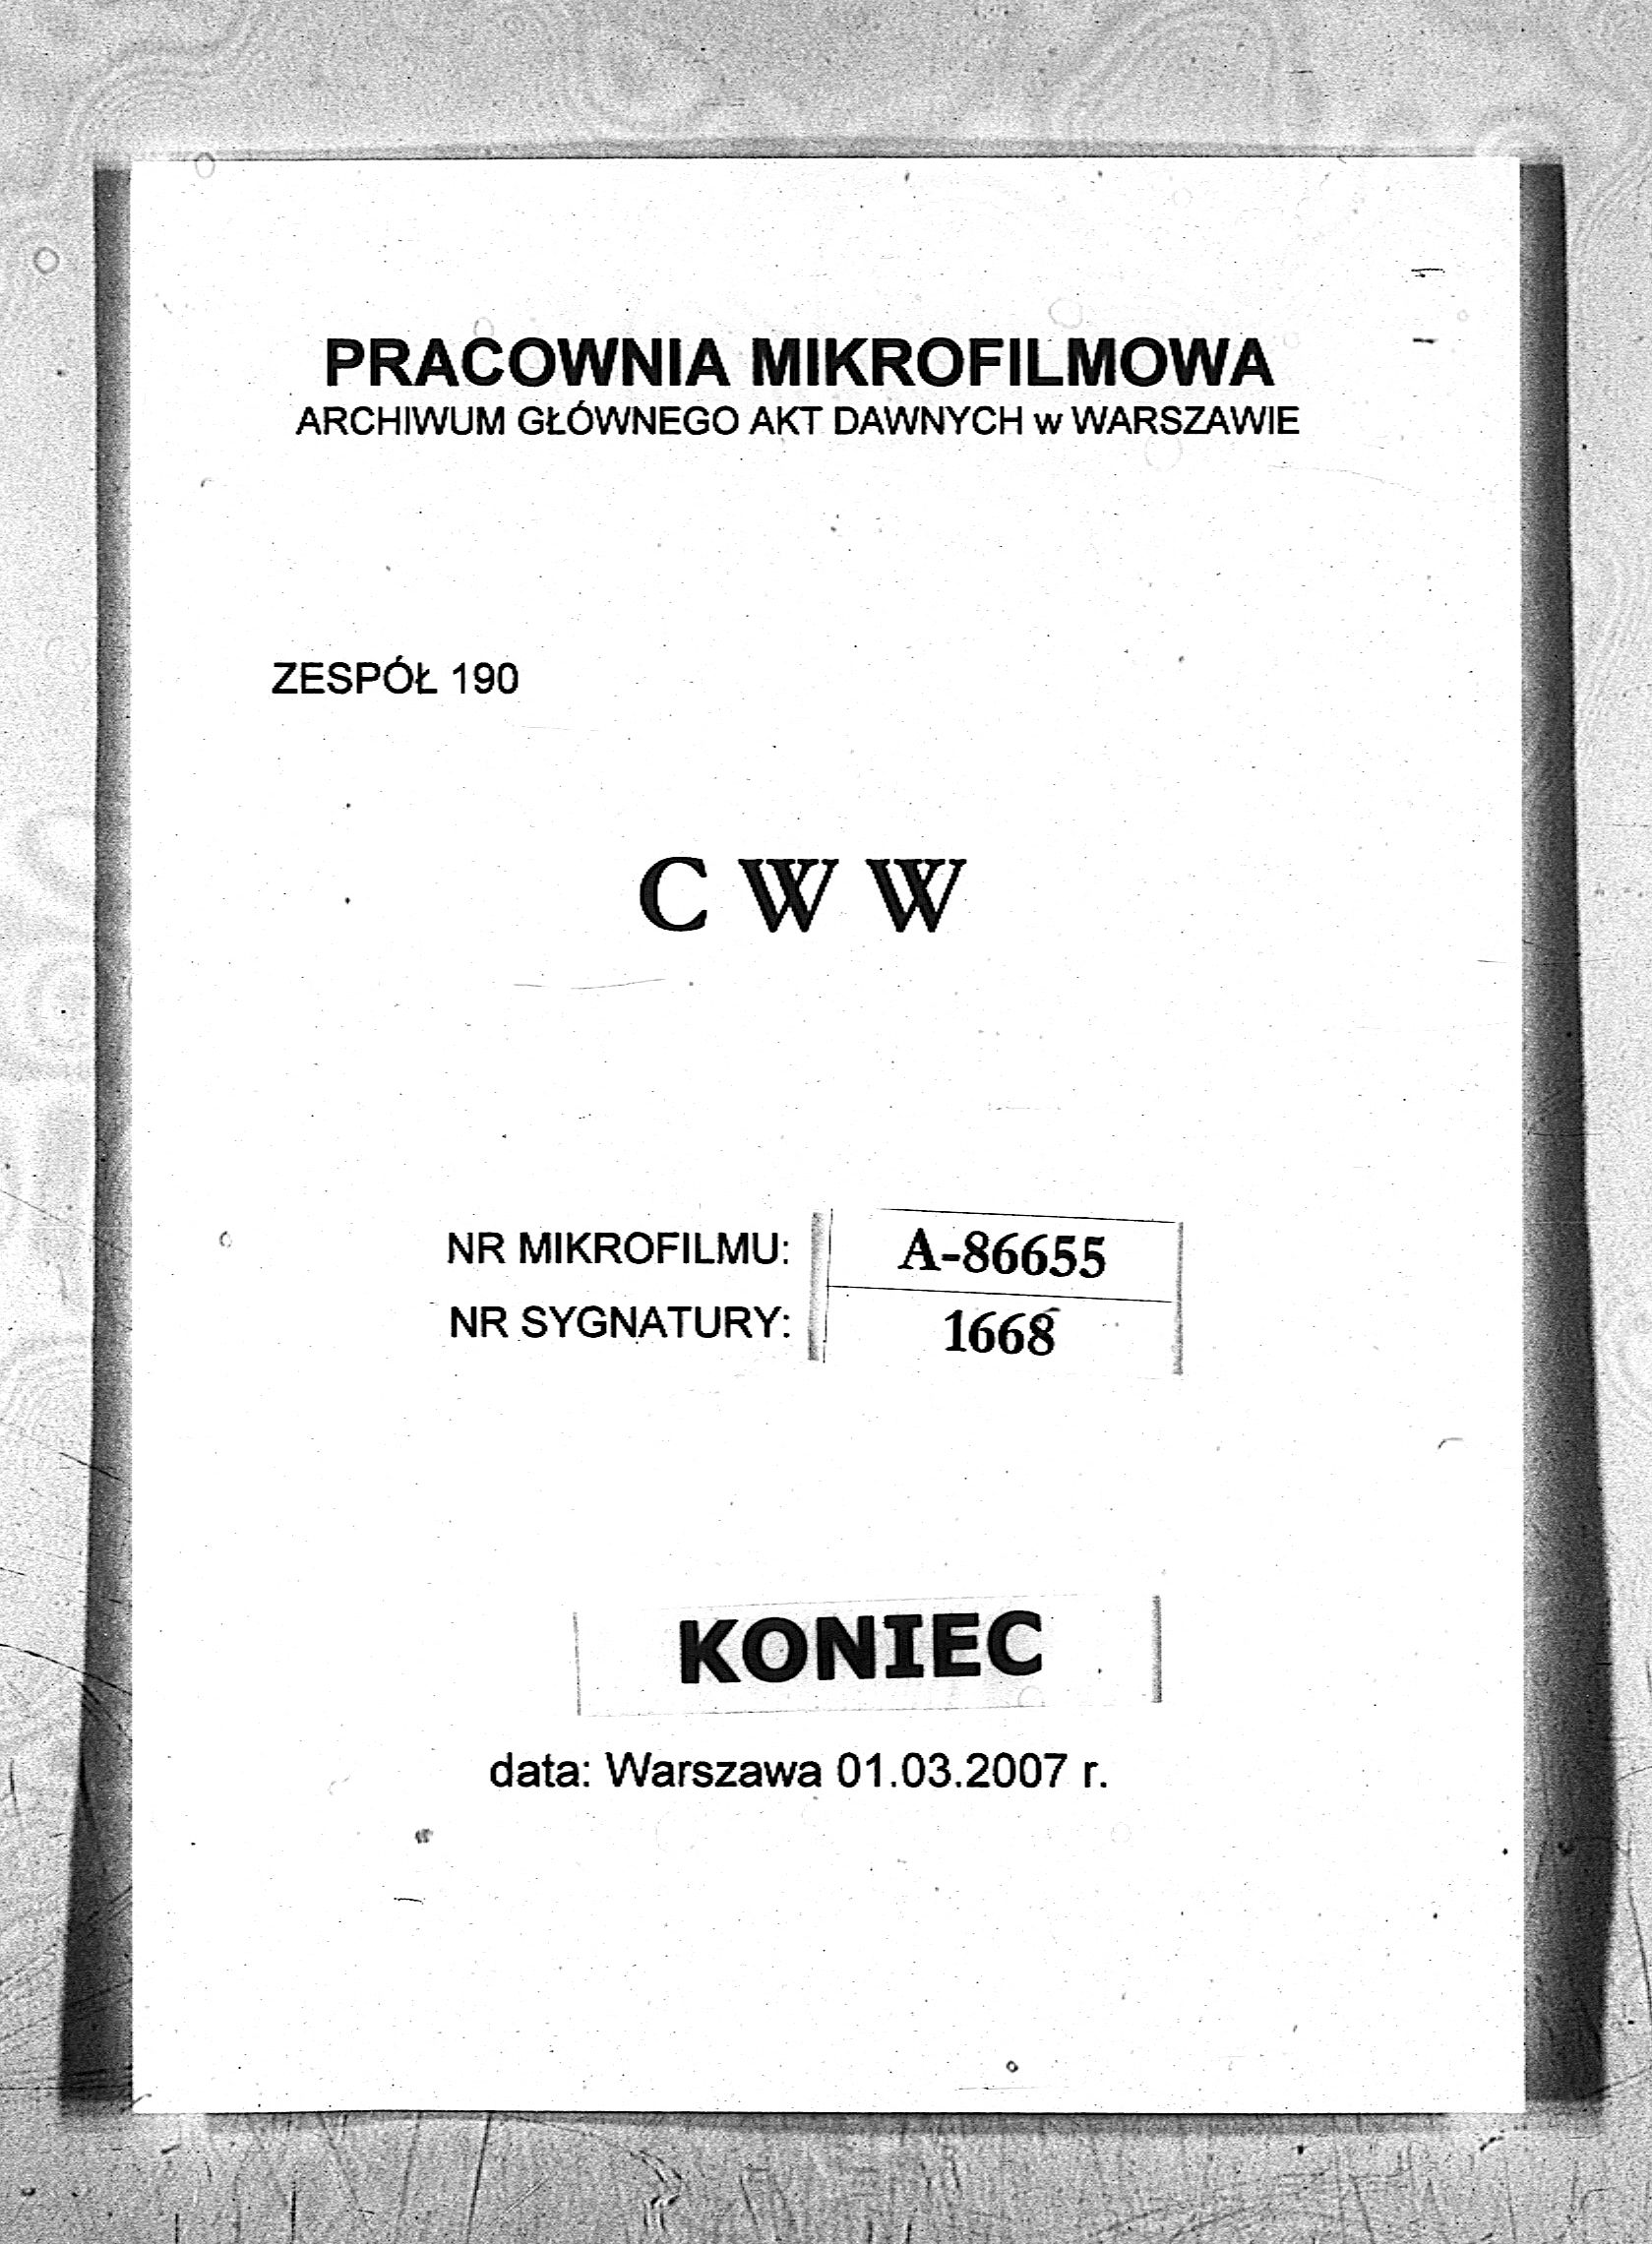 PRACOWNIA MIKROFILMOWA
ARCHIWUM GŁÓWNEGO AKT DAWNYCH w WARSZAWIE
ZESPÓŁ 190
C W W
NR MIKROFILMU: A-86655
NR SYGNATURY: 1668
KONIEC
data: Warszawa 01.03.2007 r.